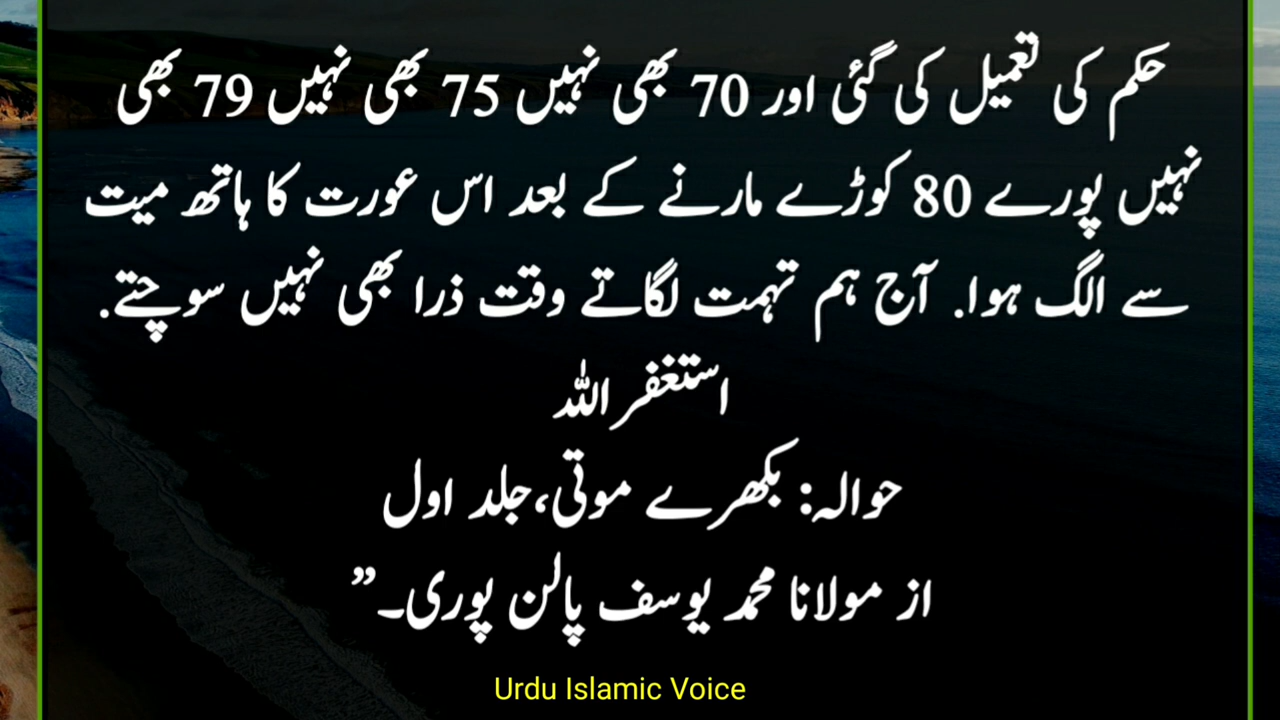 حکم کی تعمیل کی گئی اور 70 بھی نہیں 75 بھی نہیں 79 بھی
نہیں پورے 80 کوڑے مارنے کے بعد اس عورت کا ہاتھ میت
سے الگ ہوا. آج ہم تہمت لگاتے وقت ذرا بھی نہیں سوچتے.
استغفر اللہ
حوالہ: بکھرے موتی،جلد اول
از مولانا محمد یوسف پالن پوری۔”
Urdu Islamic Voice